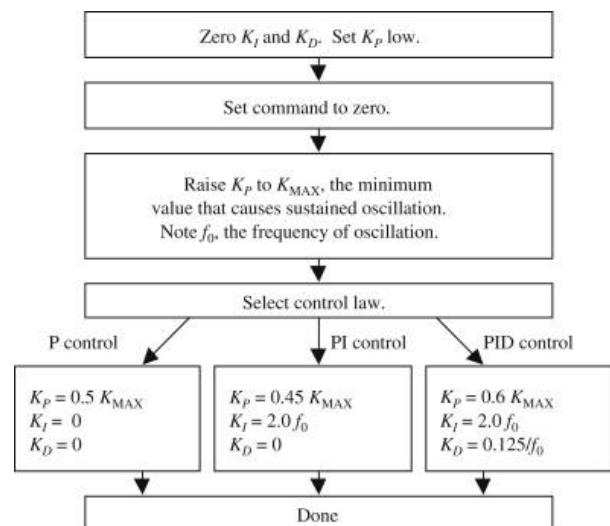 Zero K_I and K_D. Set K_P low.
Set command to zero.
Raise K_P to K_MAX, the minimum
value that causes sustained oscillation.
Note f_0, the frequency of oscillation.
Select control law.
P control
PI control
PID control
K_P = 0.5 K_MAX
K_I = 0
K_D = 0
K_P = 0.45 K_MAX
K_I = 2.0 f_0
K_D = 0
K_P = 0.6 K_MAX
K_I = 2.0 f_0
K_D = 0.125/f_0
Done